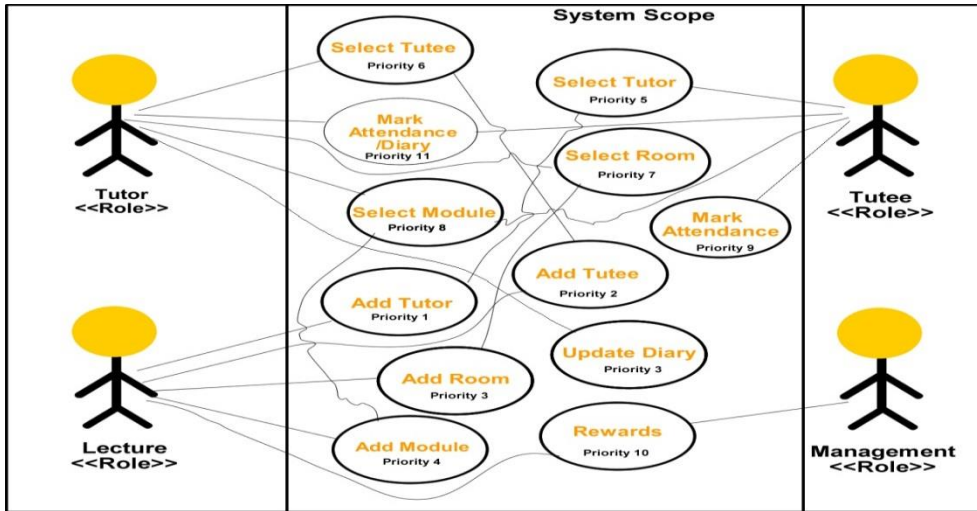 System Scope
Select Tutee
Priority 6
Select Tutor
Priority 5
Mark
Attendance
/Diary
Priority 11
Select Room
Priority 7
Tutor
<<Role>>
Tutee
<<Role>>
Select Module
Priority 8
Mark
Attendance
Priority 9
Add Tutee
Priority 2
Add Tutor
Priority 1
Update Diary
Priority 3
Add Room
Priority 3
Add Module
Priority 4
Rewards
Priority 10
Lecture
<<Role>>
Management
<<Role>>